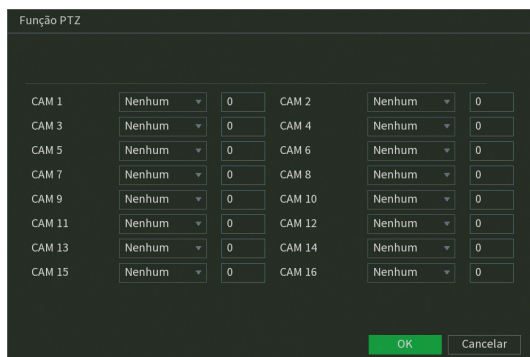 Função PTZ
CAM 1 Nenhum 0 CAM 2 Nenhum 0
CAM 3 Nenhum 0 CAM 4 Nenhum 0
CAM 5 Nenhum 0 CAM 6 Nenhum 0
CAM 7 Nenhum 0 CAM 8 Nenhum 0
CAM 9 Nenhum 0 CAM 10 Nenhum 0
CAM 11 Nenhum 0 CAM 12 Nenhum 0
CAM 13 Nenhum 0 CAM 14 Nenhum 0
CAM 15 Nenhum 0 CAM 16 Nenhum 0
OK Cancelar